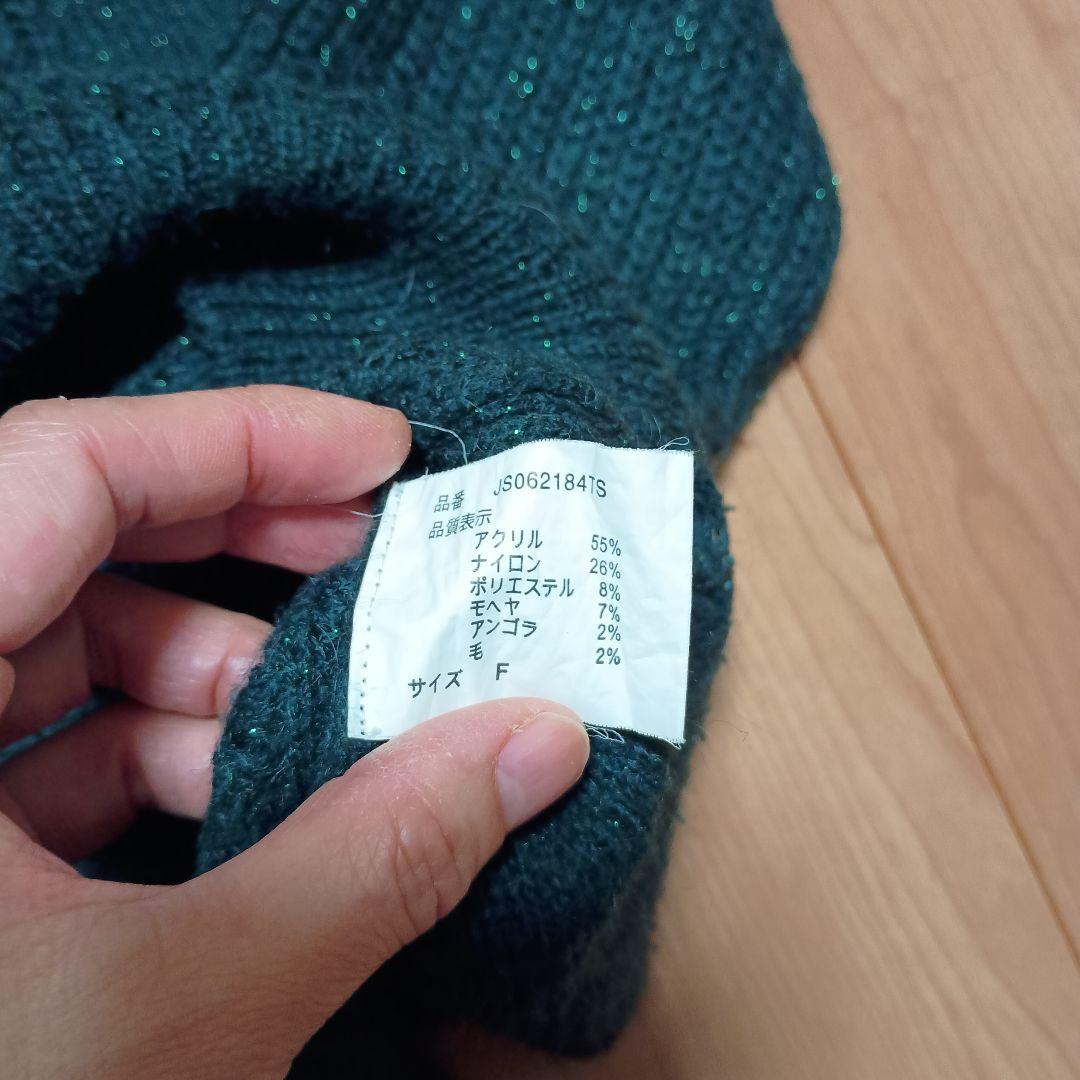 品番 JS062184TS
品質表示
アクリル 55%
ナイロン 26%
ポリエステル 8%
モヘヤ 7%
アンゴラ 2%
毛 2%
サイズ F